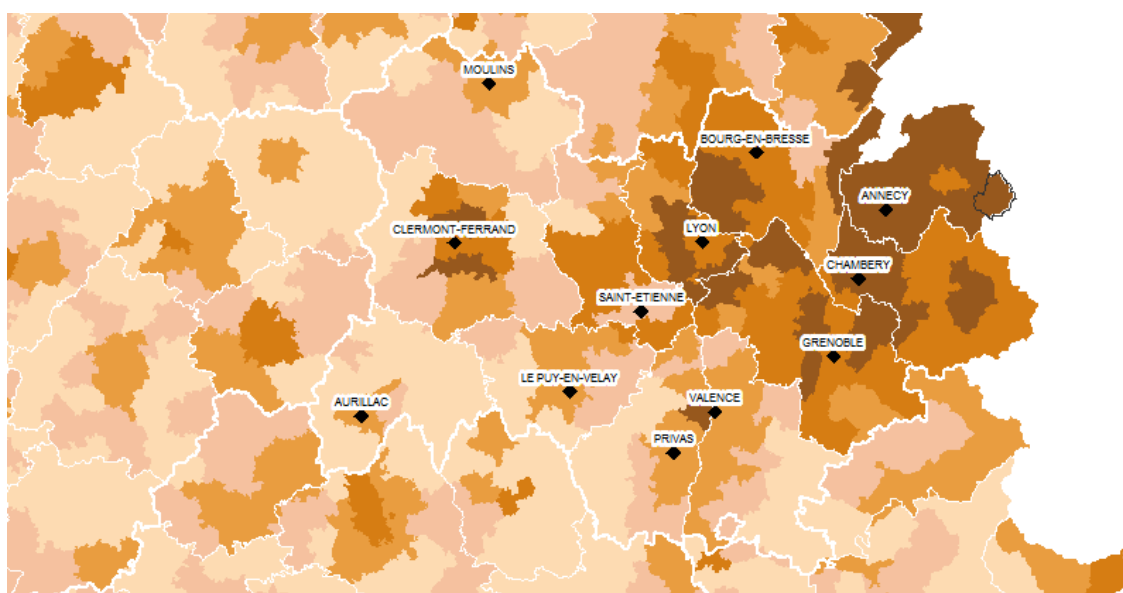 MOULINS
BOURG-EN-BRESSE
ANNECY
CLERMONT-FERRAND
LYON
CHAMBERY
SAINT-ETIENNE
GRENOBLE
LE PUY-EN-VELAY
AURILLAC
VALENCE
PRIVAS